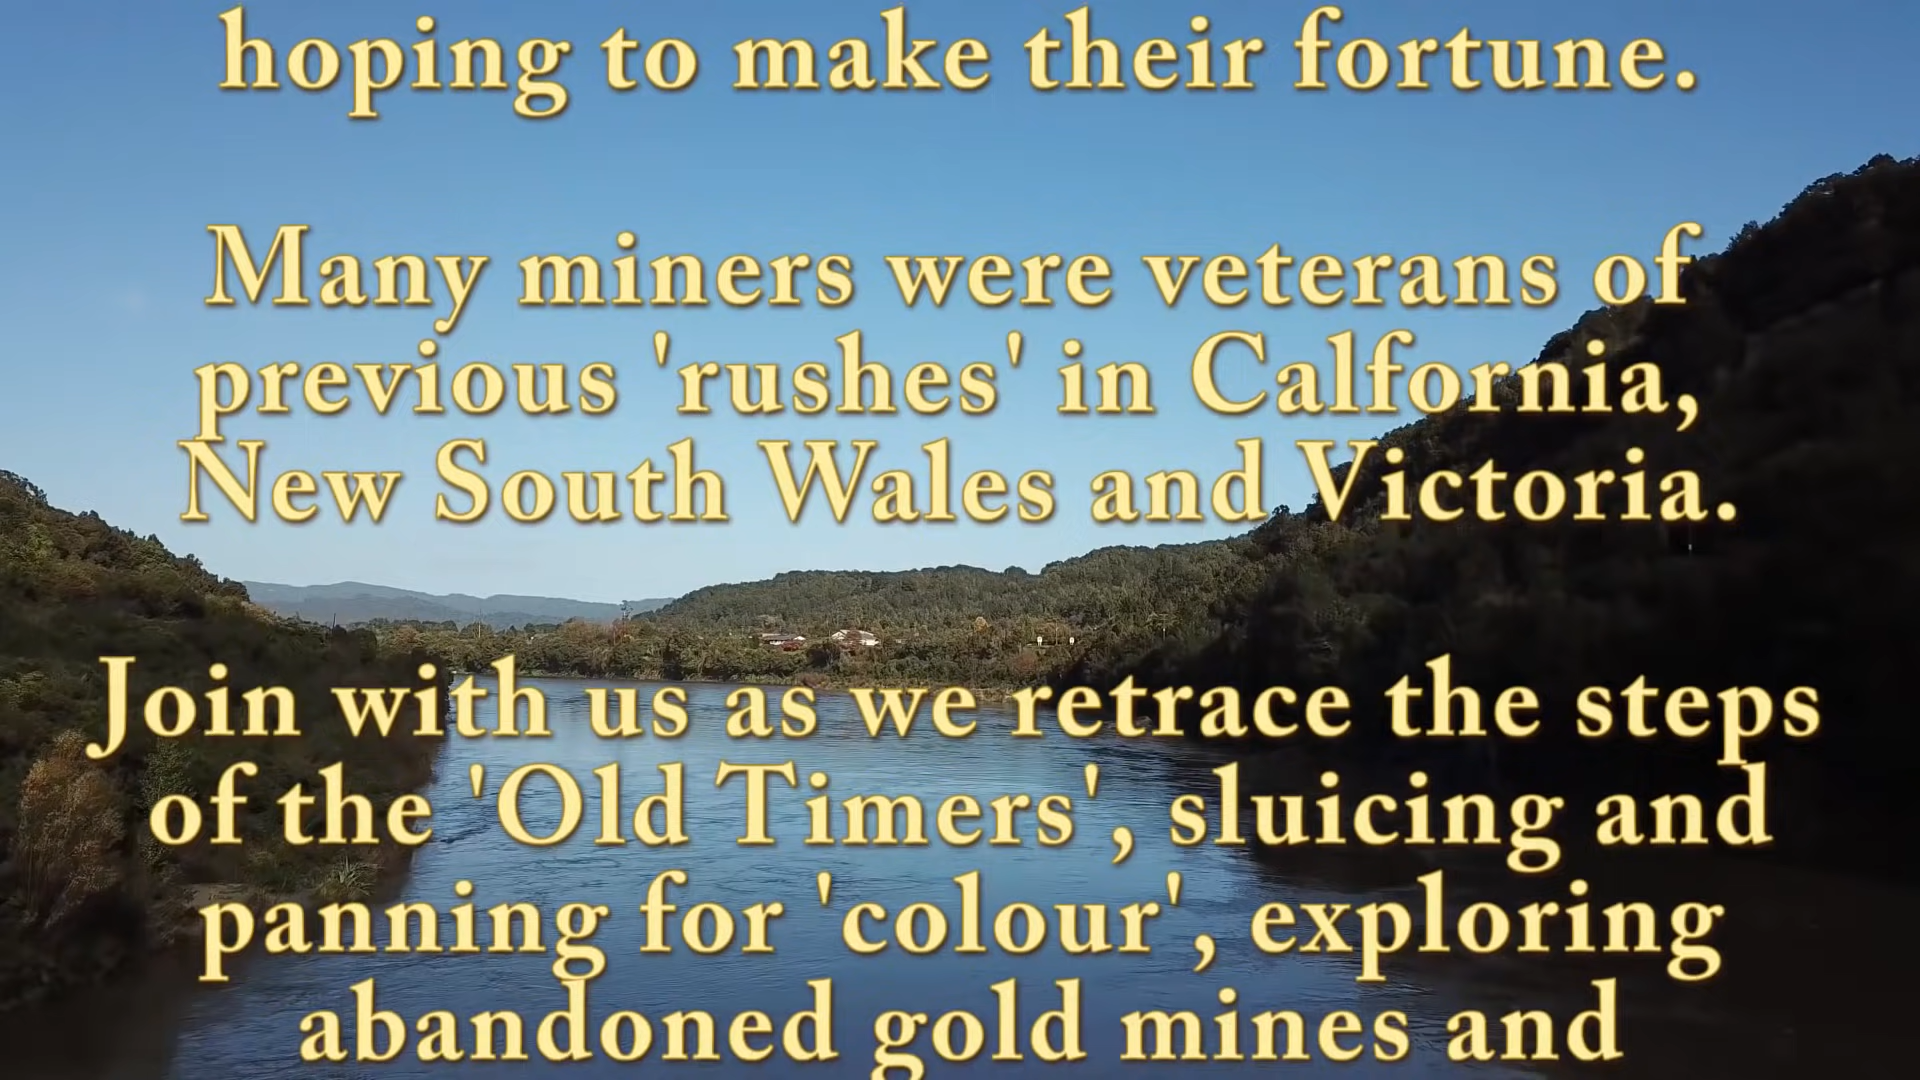 hoping to make their fortune.
Many miners were veterans of
previous 'rushes' in Calfornia,
New South Wales and Victoria.
Join with us as we retrace the steps
of the 'Old Timers', sluicing and
panning for 'colour', exploring
abandoned gold mines and